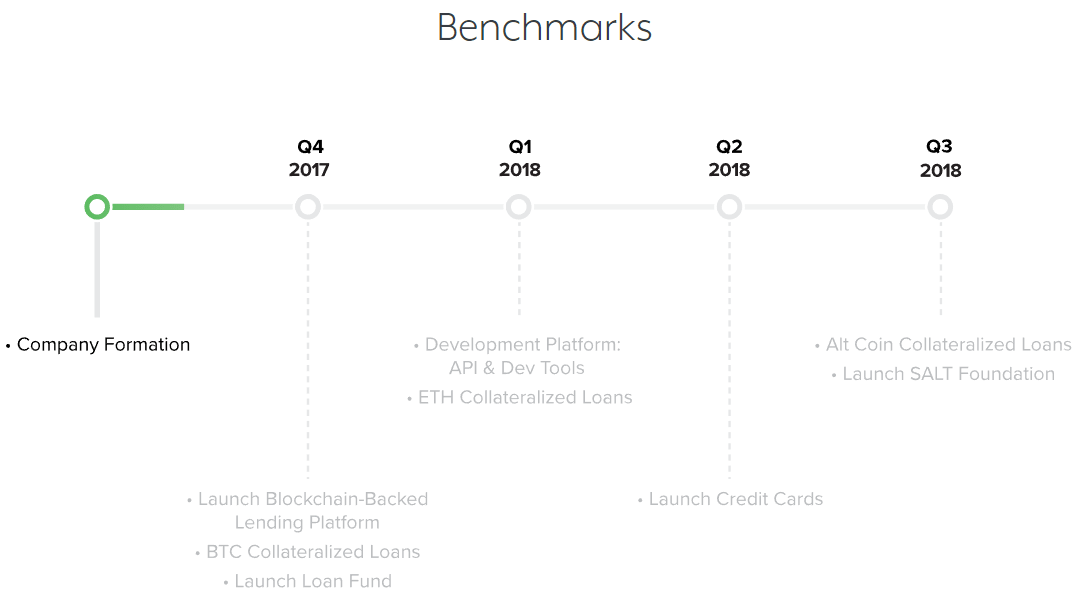 Benchmarks
Q4
2017
Q1
2018
Q2
2018
Q3
2018
• Company Formation
• Development Platform:
API & Dev Tools
• ETH Collateralized Loans
• Alt Coin Collateralized Loans
• Launch SALT Foundation
• Launch Blockchain-Backed
Lending Platform
• BTC Collateralized Loans
• Launch Loan Fund
• Launch Credit Cards